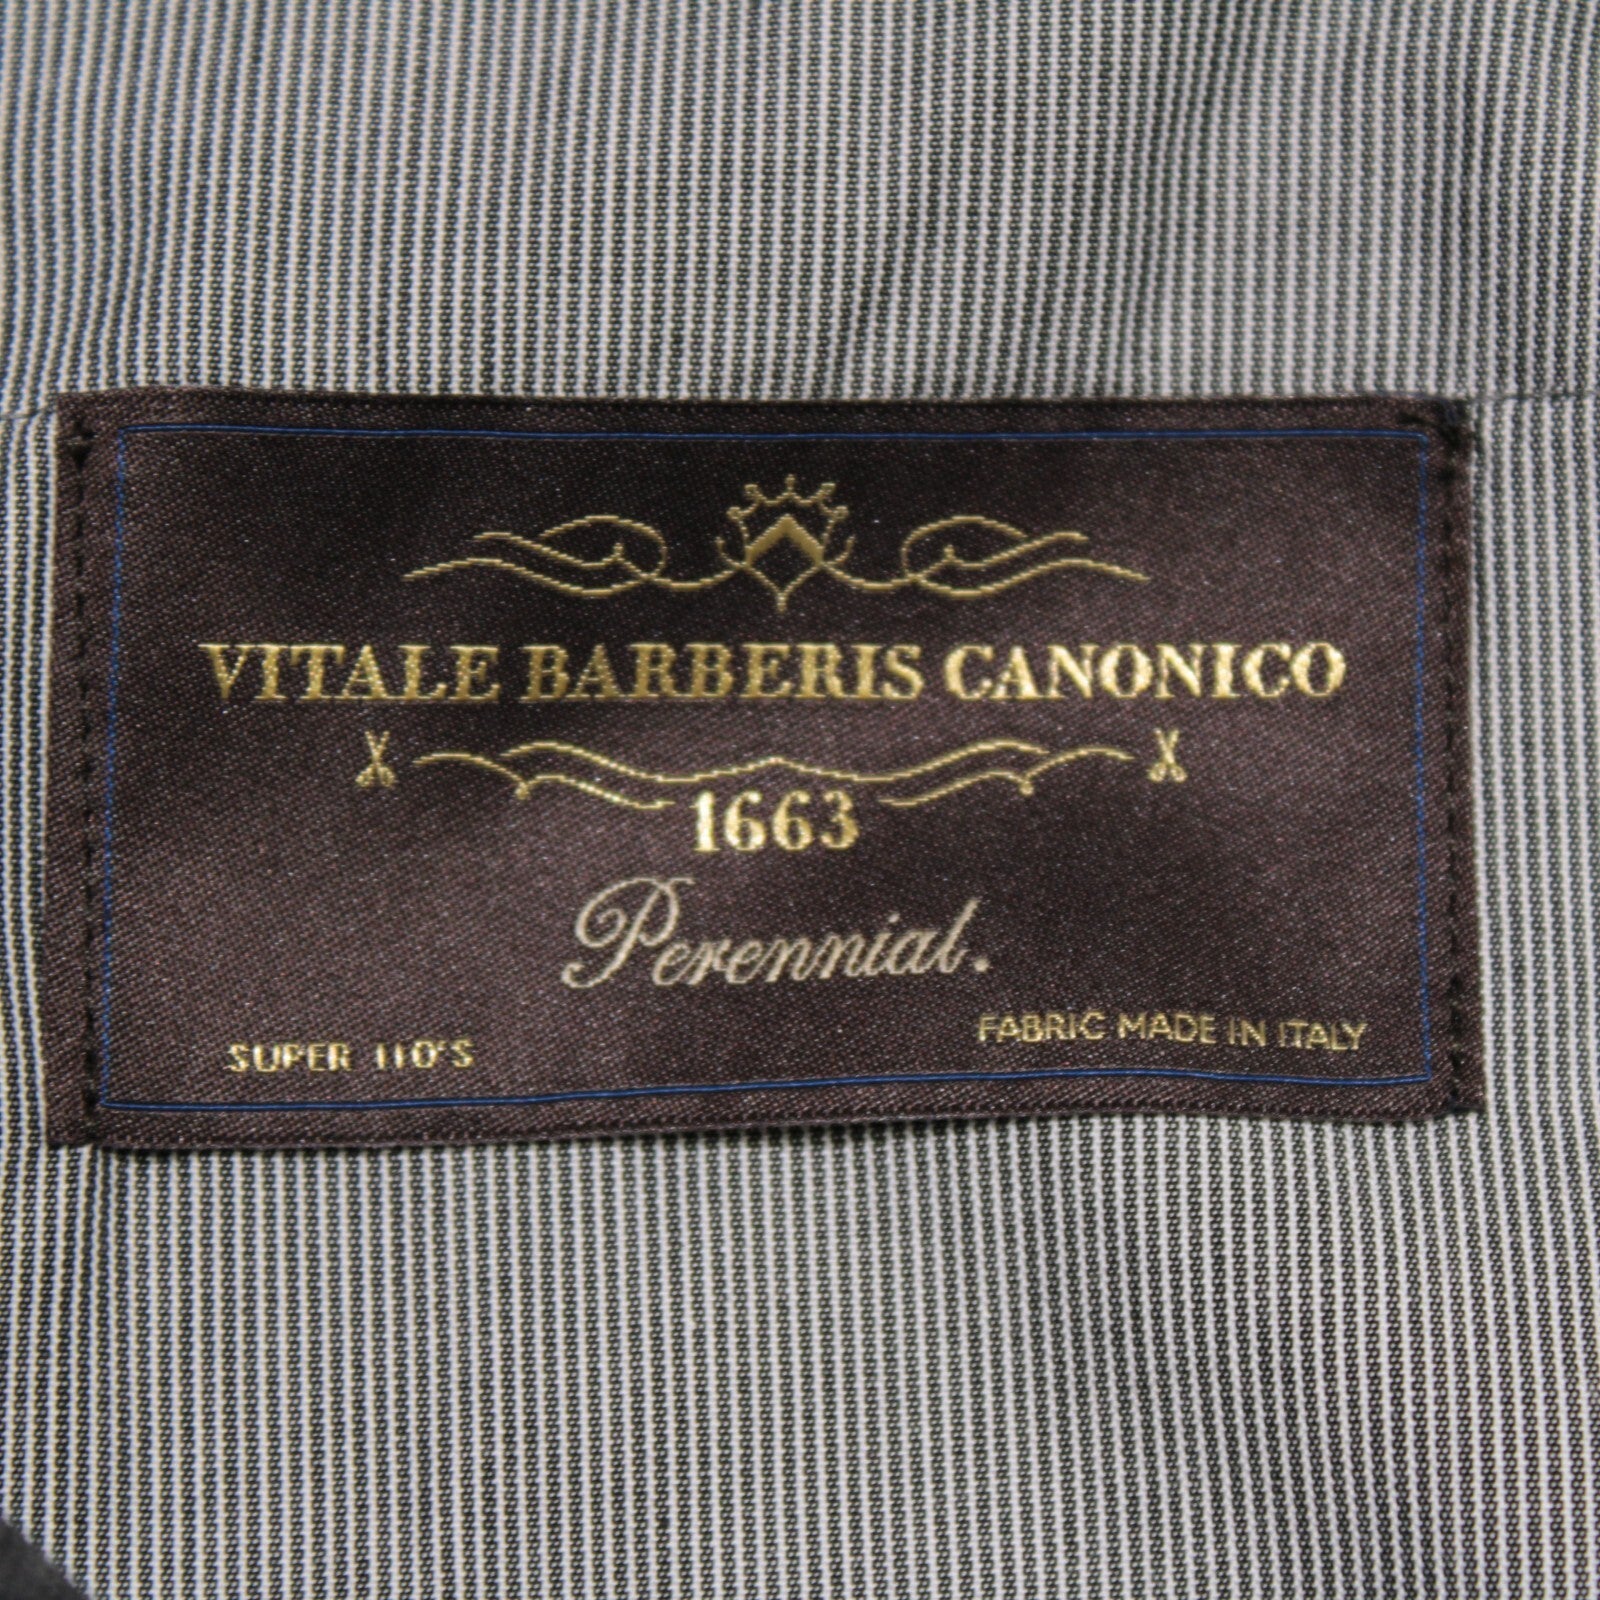 VITALE BARBERIS CANONICO
1663
Perennial.
SUPER 110'S
FABRIC MADE IN ITALY